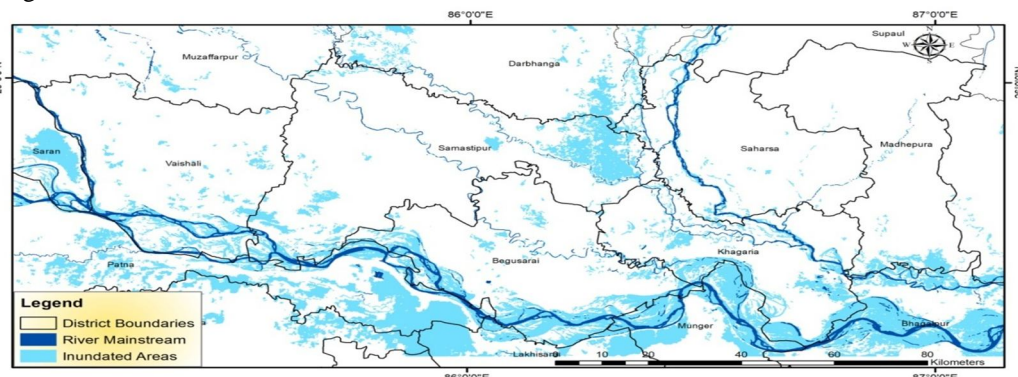 86°0'0"E
87°0'0"E
Supaul
N
W
E
S
Muzaffarpur
Darbhanga
Saran
Vaishali
Samastipur
Saharsa
Madhepura
Khagaria
Patna
Begusarai
Legend
District Boundaries
River Mainstream
Inundated Areas
Munger
Bhagalpur
Lakhisarai
10
20
40
60
80
Kilometers
86°0'0"E
87°0'0"E